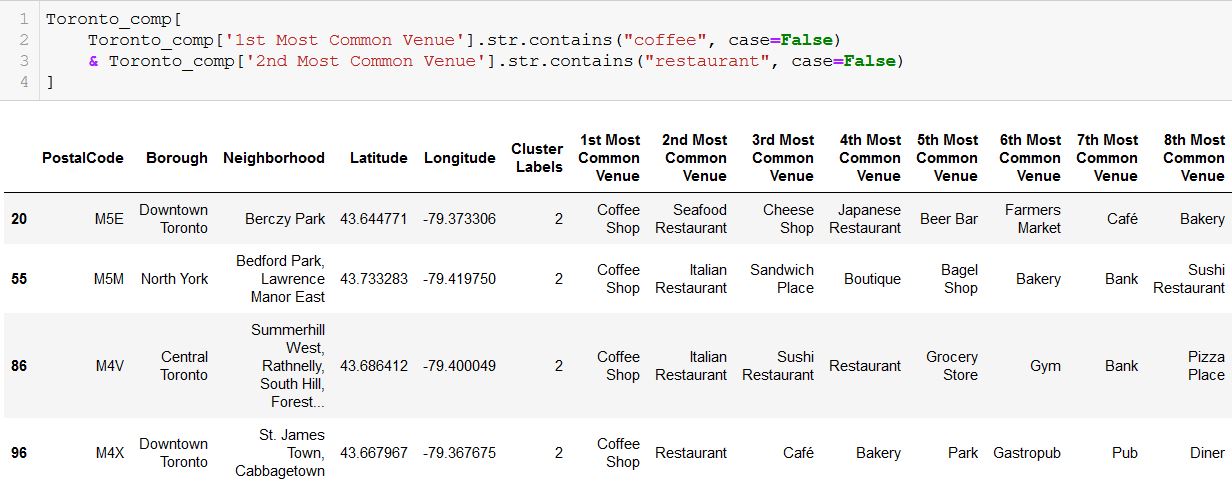 1 Toronto_comp[
2 Toronto_comp['1st Most Common Venue'].str.contains("coffee", case=False)
3 & Toronto_comp['2nd Most Common Venue'].str.contains("restaurant", case=False)
4 ]
PostalCode Borough Neighborhood Latitude Longitude Cluster Labels 1st Most Common Venue 2nd Most Common Venue 3rd Most Common Venue 4th Most Common Venue 5th Most Common Venue 6th Most Common Venue 7th Most Common Venue 8th Most Common Venue
20 M5E Downtown Toronto Berczy Park 43.644771 -79.373306 2 Coffee Shop Seafood Restaurant Cheese Shop Japanese Restaurant Beer Bar Farmers Market Café Bakery
55 M5M North York Bedford Park, Lawrence Manor East 43.733283 -79.419750 2 Coffee Shop Italian Restaurant Sandwich Place Boutique Bagel Shop Bakery Bank Sushi Restaurant
86 M4V Central Toronto Summerhill West, Rathnelly, South Hill, Forest... 43.686412 -79.400049 2 Coffee Shop Italian Restaurant Sushi Restaurant Restaurant Grocery Store Gym Bank Pizza Place
96 M4X Downtown Toronto St. James Town, Cabbagetown 43.667967 -79.367675 2 Coffee Shop Restaurant Café Bakery Park Gastropub Pub Diner